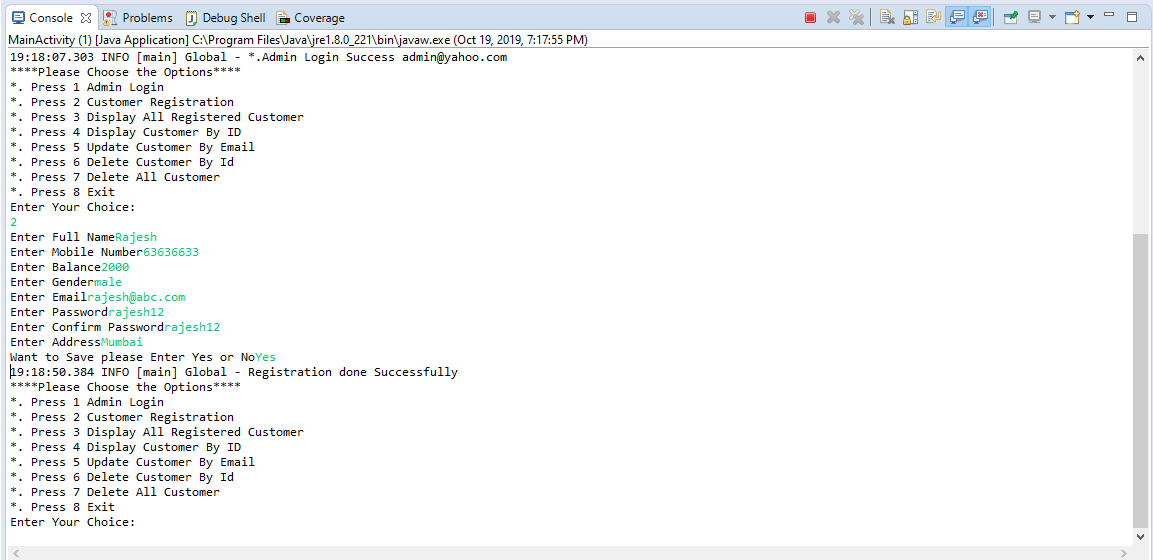 Console Problems Debug Shell Coverage
MainActivity (1) [Java Application] C:\Program Files\Java\jre1.8.0_221\bin\javaw.exe (Oct 19, 2019, 7:17:55 PM)
19:18:07.303 INFO [main] Global - *.Admin Login Success admin@yahoo.com
****Please Choose the Options****
*. Press 1 Admin Login
*. Press 2 Customer Registration
*. Press 3 Display All Registered Customer
*. Press 4 Display Customer By ID
*. Press 5 Update Customer By Email
*. Press 6 Delete Customer By Id
*. Press 7 Delete All Customer
*. Press 8 Exit
Enter Your Choice:
2
Enter Full NameRajesh
Enter Mobile Number63636633
Enter Balance2000
Enter Gendermale
Enter Emailrajesh@abc.com
Enter Passwordrajesh12
Enter Confirm Passwordrajesh12
Enter AddressMumbai
Want to Save please Enter Yes or NoYes
19:18:50.384 INFO [main] Global - Registration done Successfully
****Please Choose the Options****
*. Press 1 Admin Login
*. Press 2 Customer Registration
*. Press 3 Display All Registered Customer
*. Press 4 Display Customer By ID
*. Press 5 Update Customer By Email
*. Press 6 Delete Customer By Id
*. Press 7 Delete All Customer
*. Press 8 Exit
Enter Your Choice: